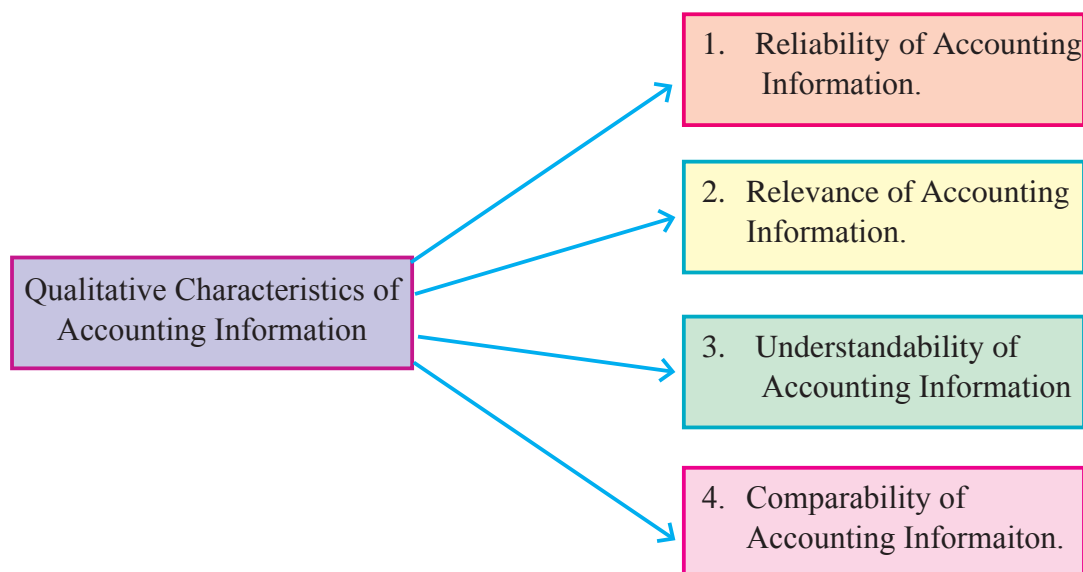 1. Reliability of Accounting
Information.
2. Relevance of Accounting
Information.
Qualitative Characteristics of
Accounting Information
3. Understandability of
Accounting Information
4. Comparability of
Accounting Informaiton.